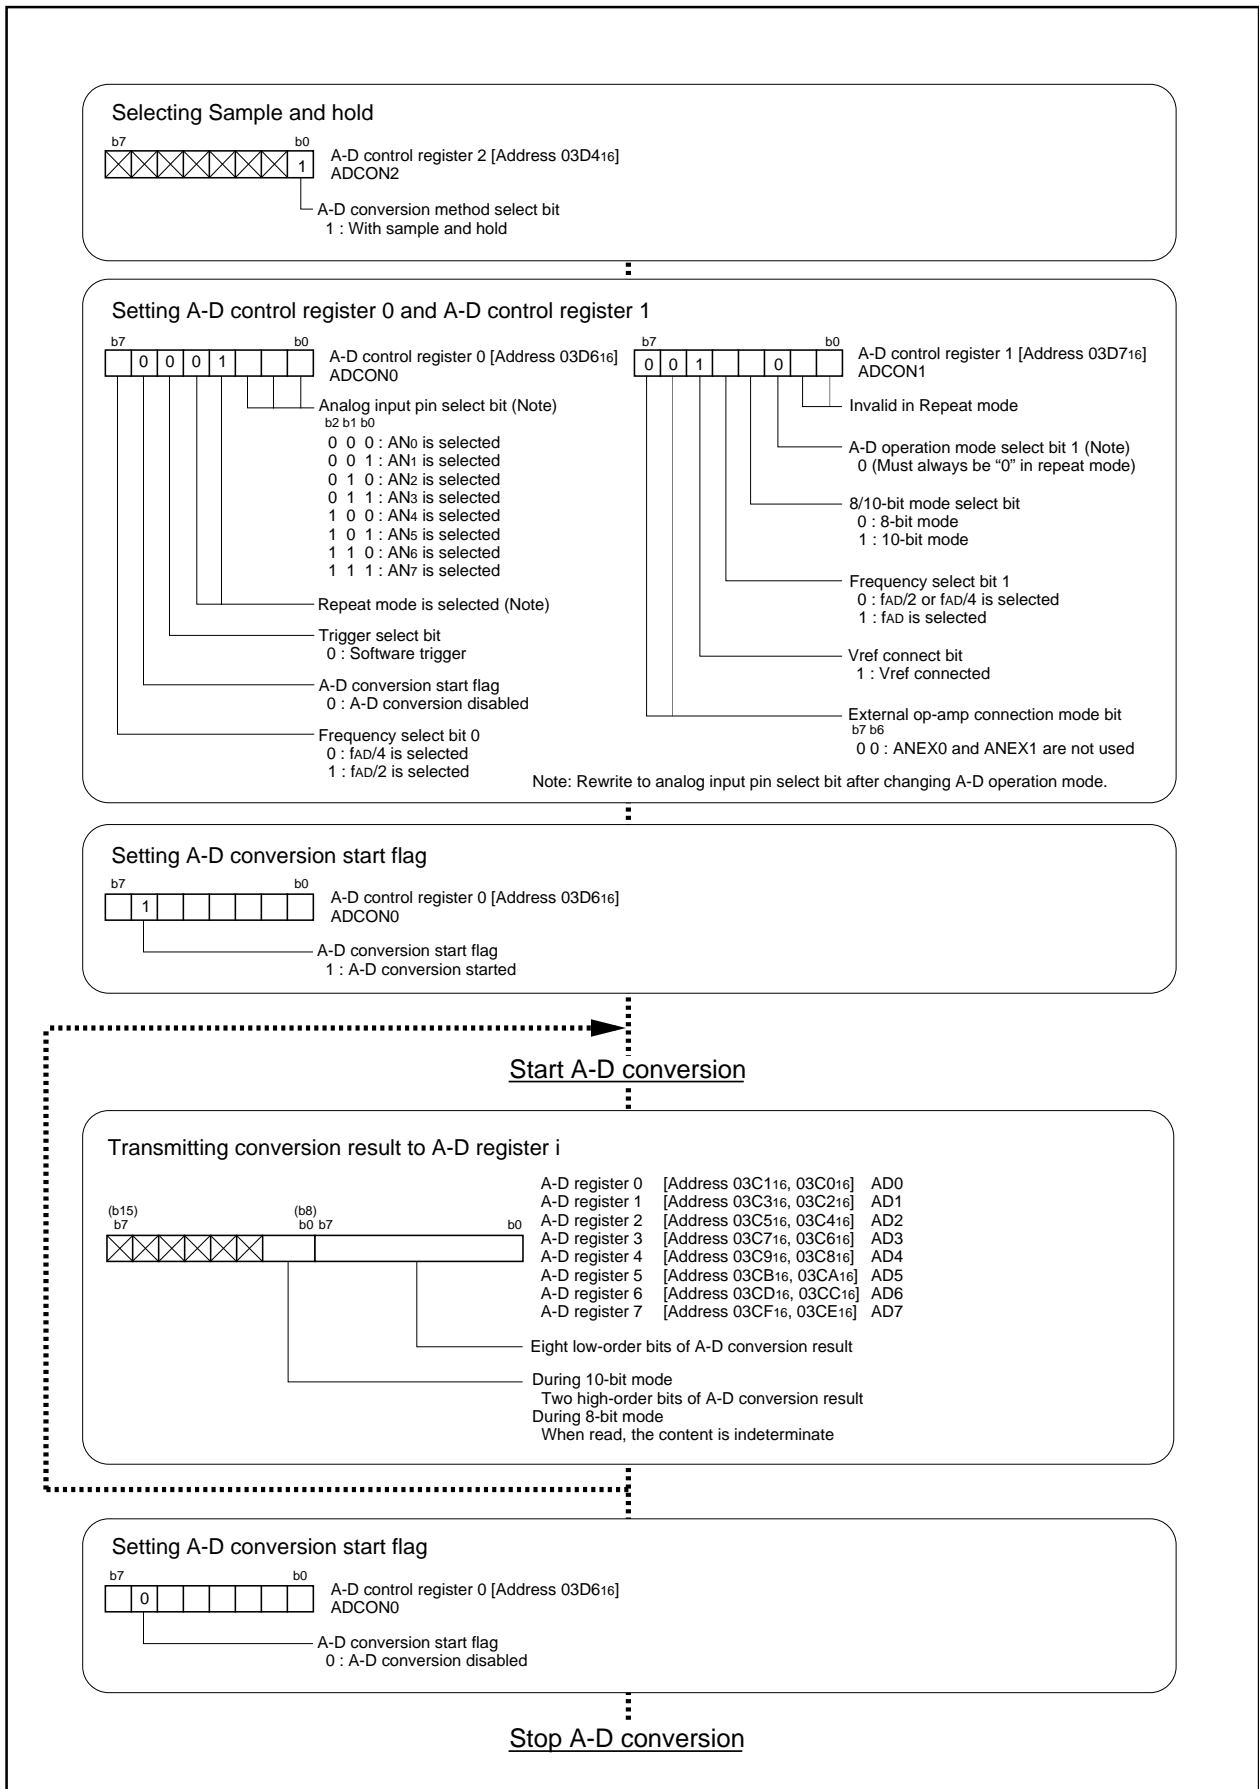 Selecting Sample and hold
b7 b0
1
A-D control register 2 [Address 03D416]
ADCON2
A-D conversion method select bit
1 : With sample and hold
Setting A-D control register 0 and A-D control register 1
b7 b0
0 0 0 1
A-D control register 0 [Address 03D616]
ADCON0
Analog input pin select bit (Note)
b2 b1 b0
0 0 0 : AN0 is selected
0 0 1 : AN1 is selected
0 1 0 : AN2 is selected
0 1 1 : AN3 is selected
1 0 0 : AN4 is selected
1 0 1 : AN5 is selected
1 1 0 : AN6 is selected
1 1 1 : AN7 is selected
Repeat mode is selected (Note)
Trigger select bit
0 : Software trigger
A-D conversion start flag
0 : A-D conversion disabled
Frequency select bit 0
0 : fAD/4 is selected
1 : fAD/2 is selected
b7 b0
0 0 1 0
A-D control register 1 [Address 03D716]
ADCON1
Invalid in Repeat mode
A-D operation mode select bit 1 (Note)
0 (Must always be “0” in repeat mode)
8/10-bit mode select bit
0 : 8-bit mode
1 : 10-bit mode
Frequency select bit 1
0 : fAD/2 or fAD/4 is selected
1 : fAD is selected
Vref connect bit
1 : Vref connected
External op-amp connection mode bit
b7 b6
0 0 : ANEX0 and ANEX1 are not used
Note: Rewrite to analog input pin select bit after changing A-D operation mode.
Setting A-D conversion start flag
b7 b0
1
A-D control register 0 [Address 03D616]
ADCON0
A-D conversion start flag
1 : A-D conversion started
Start A-D conversion
Transmitting conversion result to A-D register i
(b15) (b8)
b7 b0 b7 b0
A-D register 0 [Address 03C116, 03C016] AD0
A-D register 1 [Address 03C316, 03C216] AD1
A-D register 2 [Address 03C516, 03C416] AD2
A-D register 3 [Address 03C716, 03C616] AD3
A-D register 4 [Address 03C916, 03C816] AD4
A-D register 5 [Address 03CB16, 03CA16] AD5
A-D register 6 [Address 03CD16, 03CC16] AD6
A-D register 7 [Address 03CF16, 03CE16] AD7
Eight low-order bits of A-D conversion result
During 10-bit mode
Two high-order bits of A-D conversion result
During 8-bit mode
When read, the content is indeterminate
Setting A-D conversion start flag
b7 b0
0
A-D control register 0 [Address 03D616]
ADCON0
A-D conversion start flag
0 : A-D conversion disabled
Stop A-D conversion